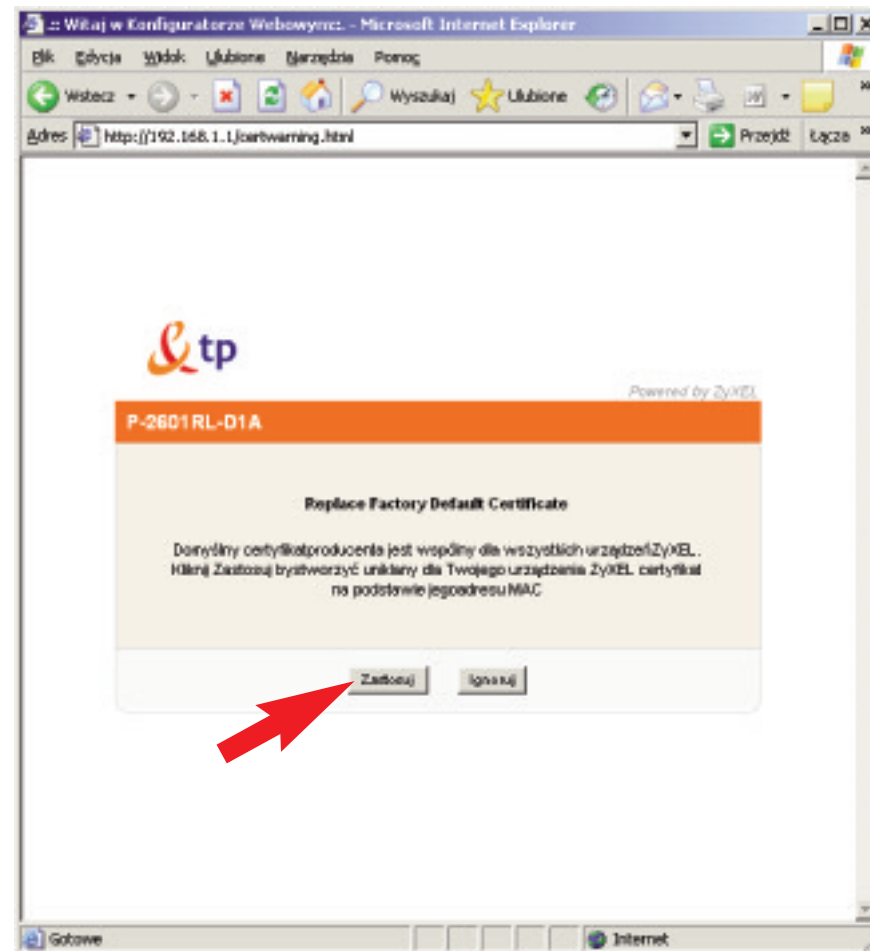 .:: Witaj w Konfiguratorze Webowym::. - Microsoft Internet Explorer
Plik Edycja Widok Ulubione Narzędzia Pomoc
Wstecz Wyszukaj Ulubione
Adres http://192.168.1.1/certwarning.html Przejdź Łącza
tp
Powered by ZyXEL
P-2601RL-D1A
Replace Factory Default Certificate
Domyślny certyfikatproducenta jest wspólny dla wszystkich urządzeńZyXEL.
Kliknij Zastosuj bystworzyć unikalny dla Twojego urządzenia ZyXEL certyfikat
na podstawie jegoadresu MAC
Zastosuj Ignoruj
Gotowe Internet